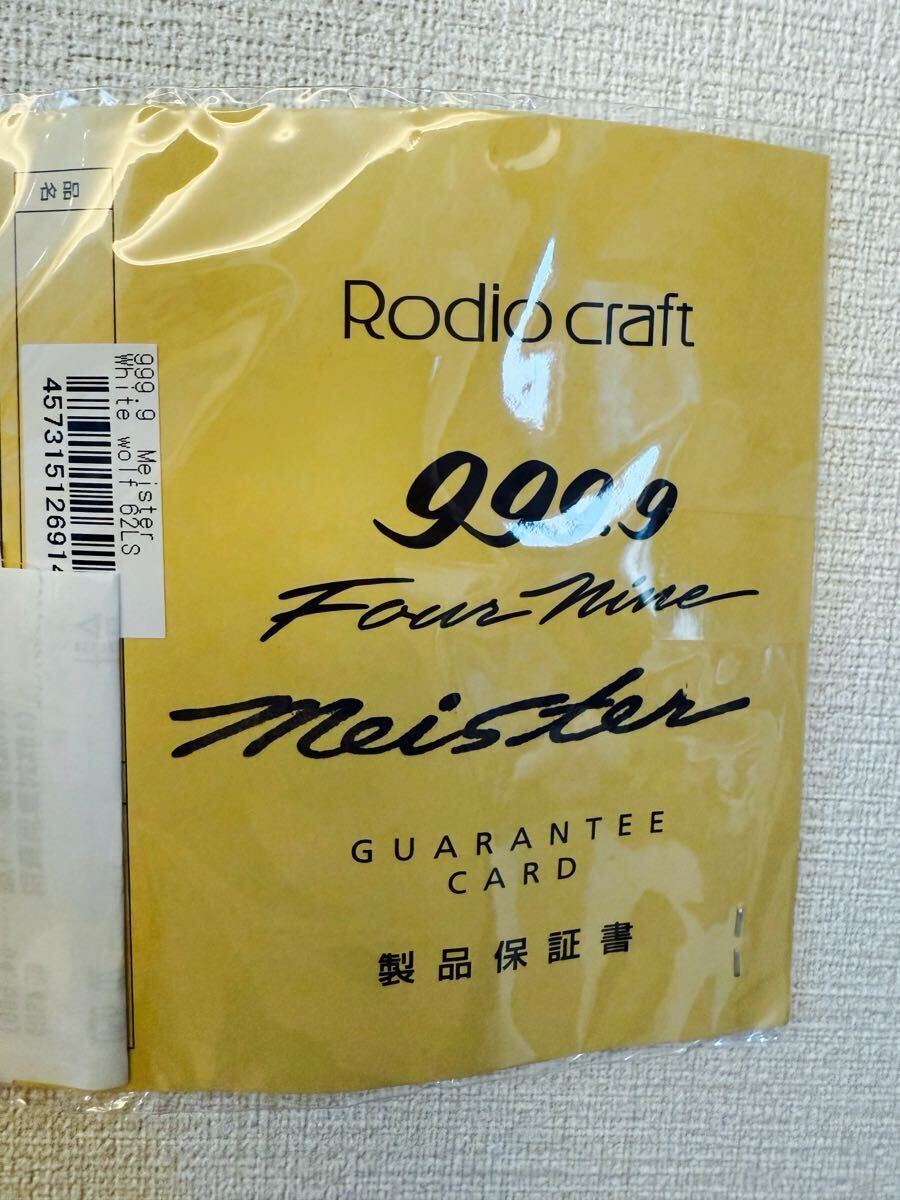 品名
999.9 Meister
White wolf 62LS
Rodio craft
999.9
Four Nine
Meister
GUARANTEE
CARD
製品保証書